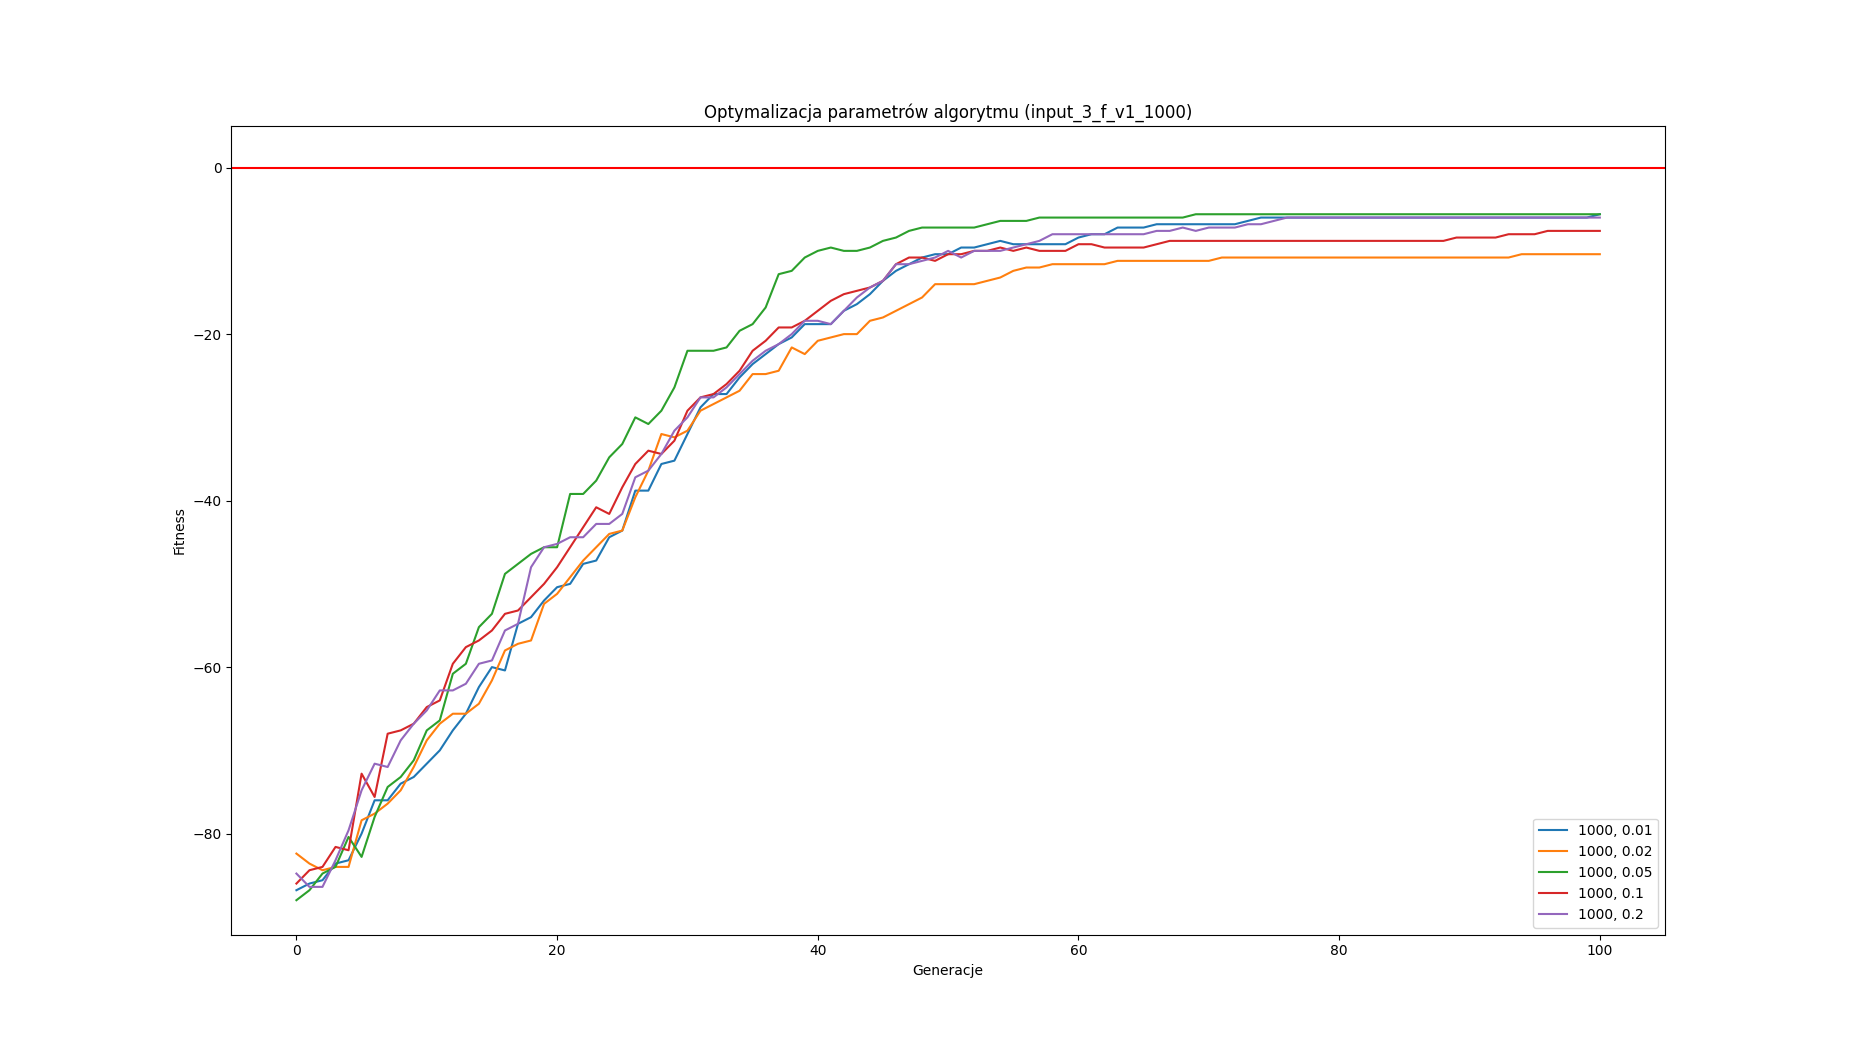 Optymalizacja parametrów algorytmu (input_3_f_v1_1000)
0
−20
−40
−60
−80
Fitness
0 20 40 60 80 100
Generacje
1000, 0.01
1000, 0.02
1000, 0.05
1000, 0.1
1000, 0.2